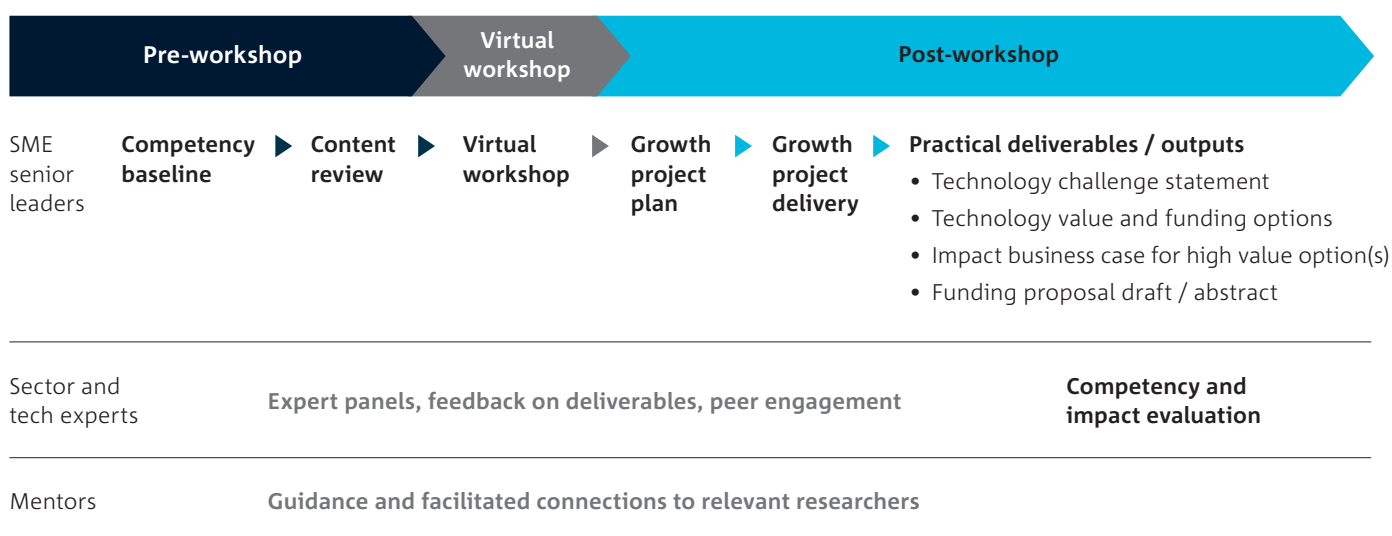 Pre-workshop
Virtual
workshop
Post-workshop
SME
senior
leaders
Competency
baseline
Content
review
Virtual
workshop
Growth
project
plan
Growth
project
delivery
Practical deliverables / outputs
• Technology challenge statement
• Technology value and funding options
• Impact business case for high value option(s)
• Funding proposal draft / abstract
Sector and
tech experts
Expert panels, feedback on deliverables, peer engagement
Competency and
impact evaluation
Mentors
Guidance and facilitated connections to relevant researchers